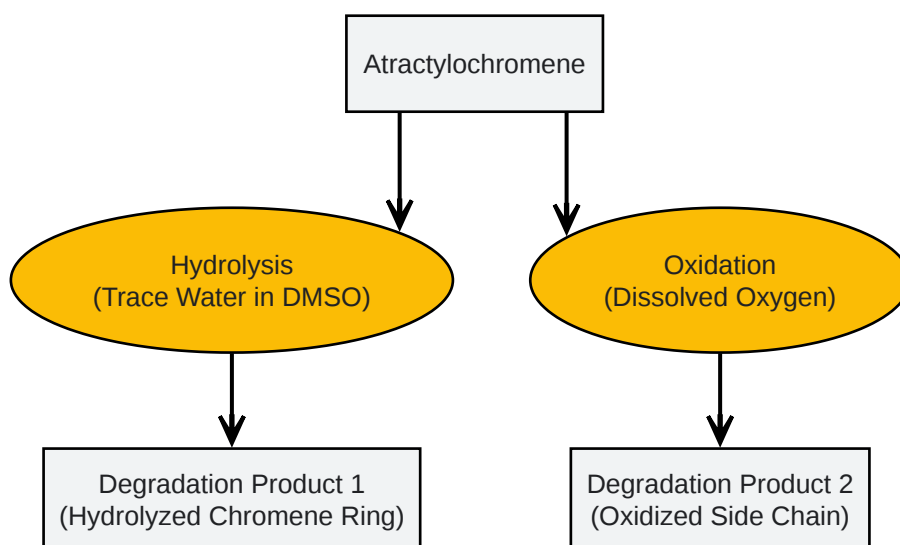 Atractylochromene
Hydrolysis
(Trace Water in DMSO)
Oxidation
(Dissolved Oxygen)
Degradation Product 1
(Hydrolyzed Chromene Ring)
Degradation Product 2
(Oxidized Side Chain)